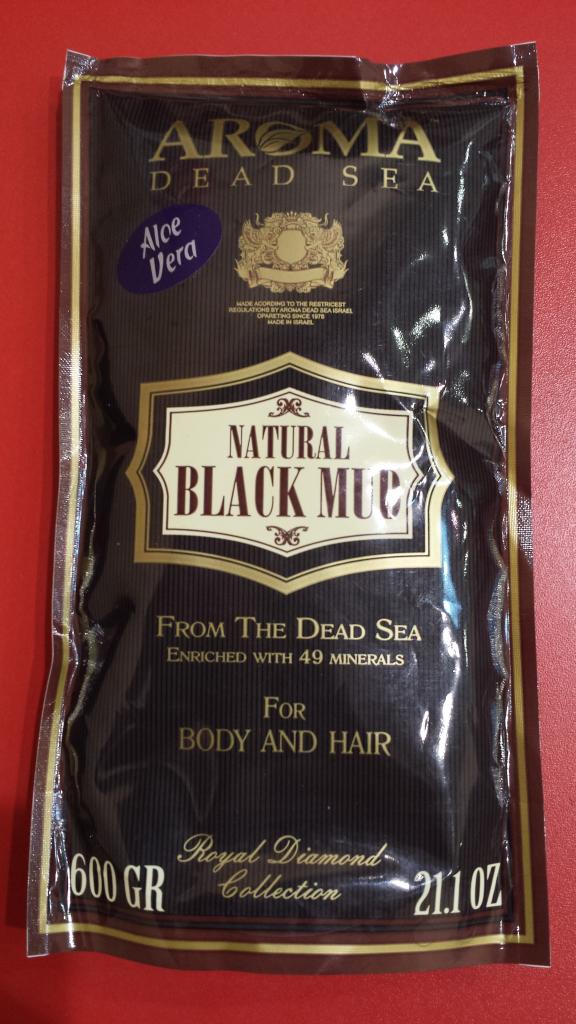 AROMA
DEAD SEA
Aloe
Vera
MADE ACORDING TO THE RESTRICEST
REGULATIONS BY AROMA DEAD SEA ISRAEL
OPARETING SINCE 1978
MADE IN ISRAEL
NATURAL
BLACK MUD
FROM THE DEAD SEA
ENRICHED WITH 49 MINERALS
FOR
BODY AND HAIR
Royal Diamond
Collection
600 GR
21.1 OZ